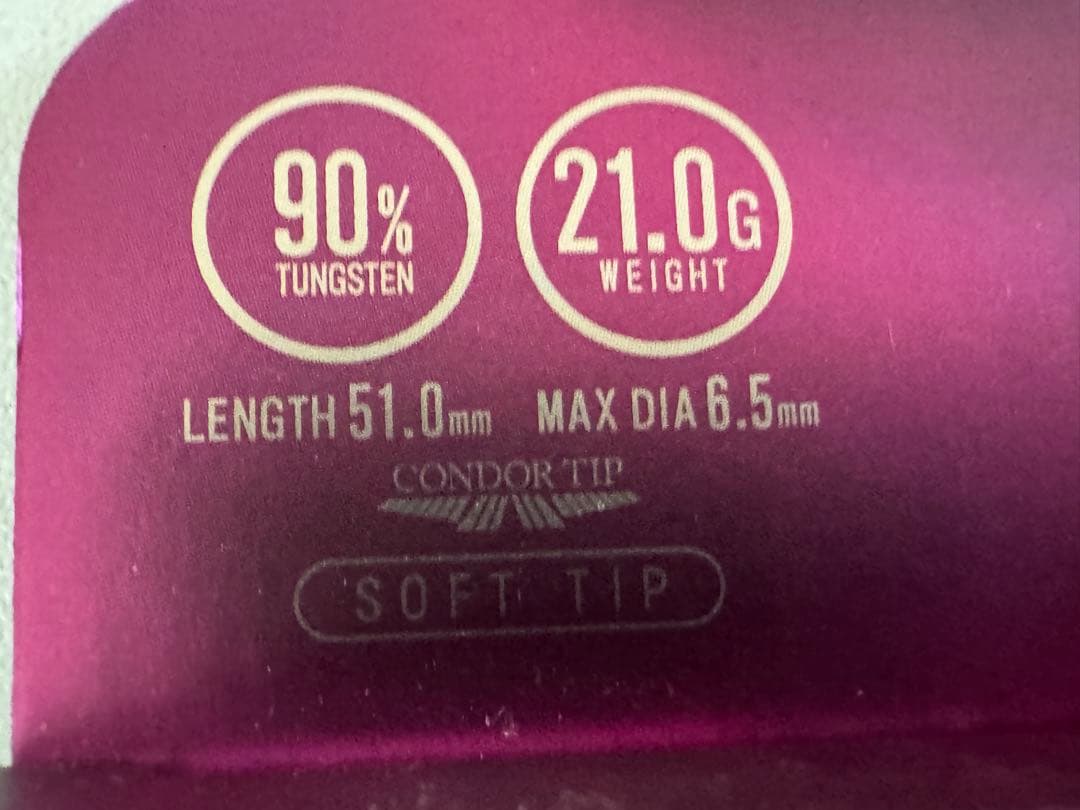 90%
TUNGSTEN
21.0G
WEIGHT
LENGTH 51.0mm MAX DIA 6.5mm
CONDOR TIP
SOFT TIP